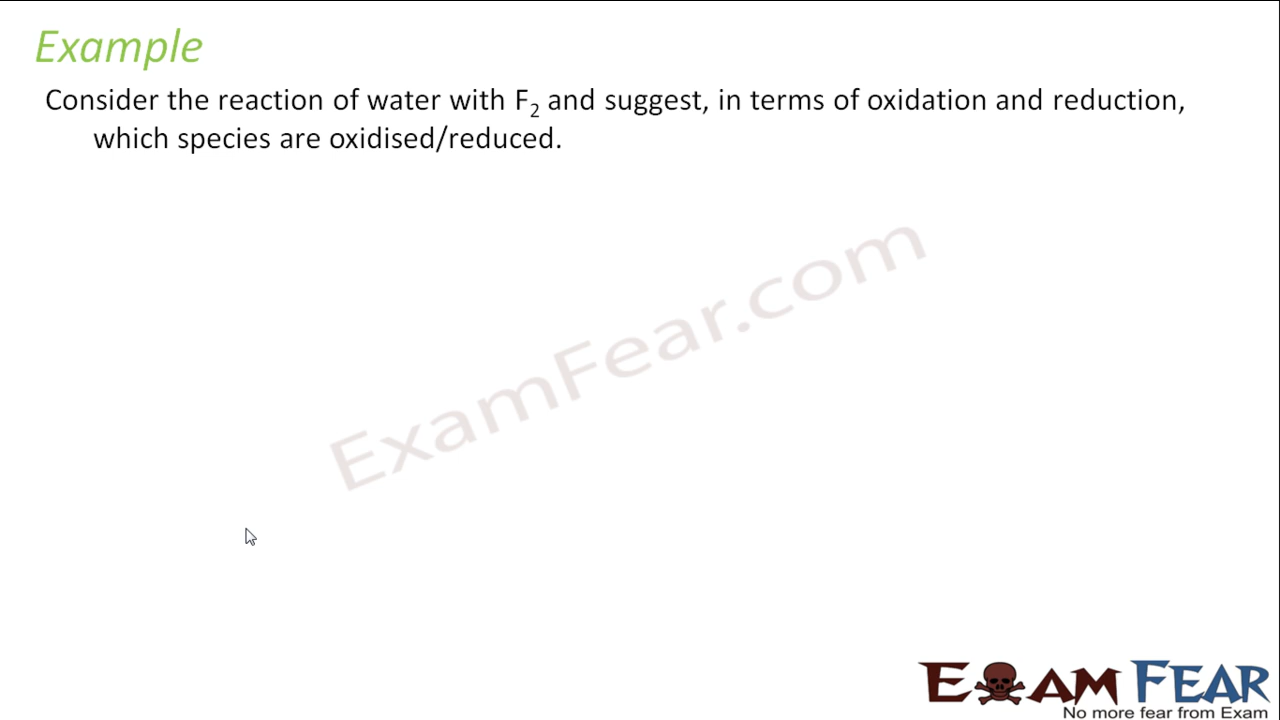 Example
Consider the reaction of water with F₂ and suggest, in terms of oxidation and reduction,
which species are oxidised/reduced.
ExamFear.com
EXAM FEAR
No more fear from Exam